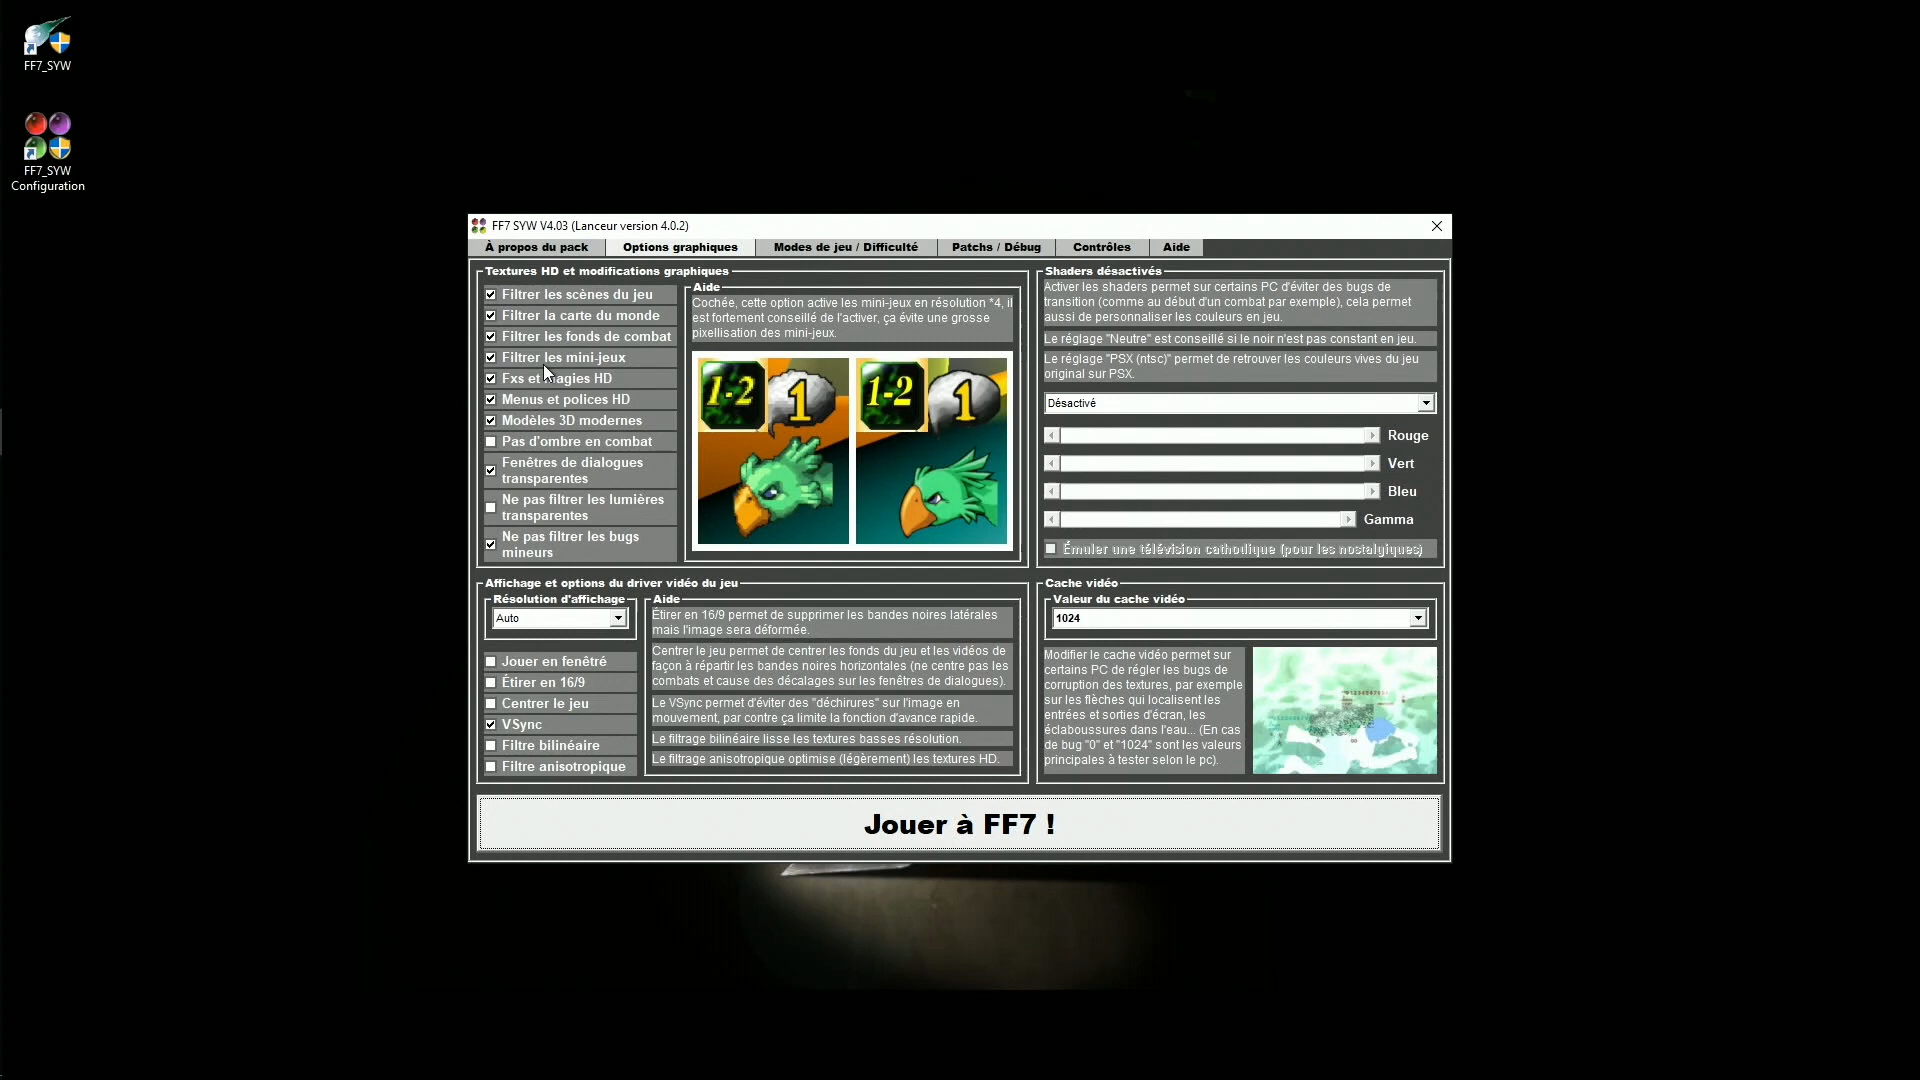 FF7_SYW
FF7_SYW
Configuration
FF7 SYW V4.03 (Lanceur version 4.0.2)
À propos du pack
Options graphiques
Modes de jeu / Difficulté
Patchs / Débug
Contrôles
Aide
Textures HD et modifications graphiques
Filtrer les scènes du jeu
Filtrer la carte du monde
Filtrer les fonds de combat
Filtrer les mini-jeux
Fxs et magies HD
Menus et polices HD
Modèles 3D modernes
Pas d'ombre en combat
Fenêtres de dialogues
transparentes
Ne pas filtrer les lumières
transparentes
Ne pas filtrer les bugs
mineurs
Aide
Cochée, cette option active les mini-jeux en résolution *4, il
est fortement conseillé de l'activer, ça évite une grosse
pixellisation des mini-jeux.
1-2
1
1-2
1
Shaders désactivés
Activer les shaders permet sur certains PC d'éviter des bugs de
transition (comme au début d'un combat par exemple), cela permet
aussi de personnaliser les couleurs en jeu.
Le réglage "Neutre" est conseillé si le noir n'est pas constant en jeu.
Le réglage "PSX (ntsc)" permet de retrouver les couleurs vives du jeu
original sur PSX.
Désactivé
Rouge
Vert
Bleu
Gamma
Émuler une télévision cathodique (pour les nostalgiques)
Affichage et options du driver vidéo du jeu
Résolution d'affichage
Auto
Jouer en fenêtré
Étirer en 16/9
Centrer le jeu
VSync
Filtre bilinéaire
Filtre anisotropique
Aide
Étirer en 16/9 permet de supprimer les bandes noires latérales
mais l'image sera déformée.
Centrer le jeu permet de centrer les fonds du jeu et les vidéos de
façon à répartir les bandes noires horizontales (ne centre pas les
combats et cause des décalages sur les fenêtres de dialogues).
Le VSync permet d'éviter des "déchirures" sur l'image en
mouvement, par contre ça limite la fonction d'avance rapide.
Le filtrage bilinéaire lisse les textures basses résolution.
Le filtrage anisotropique optimise (légèrement) les textures HD.
Cache vidéo
Valeur du cache vidéo
1024
Modifier le cache vidéo permet sur
certains PC de régler les bugs de
corruption des textures, par exemple
sur les flèches qui localisent les
entrées et sorties d'écran, les
éclaboussures dans l'eau... (En cas
de bug "0" et "1024" sont les valeurs
principales à tester selon le pc).
Jouer à FF7 !